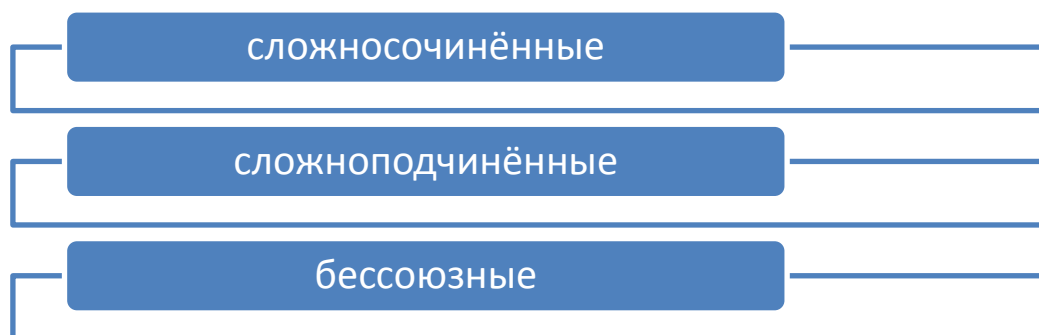 сложносочинённые
сложноподчинённые
бессоюзные